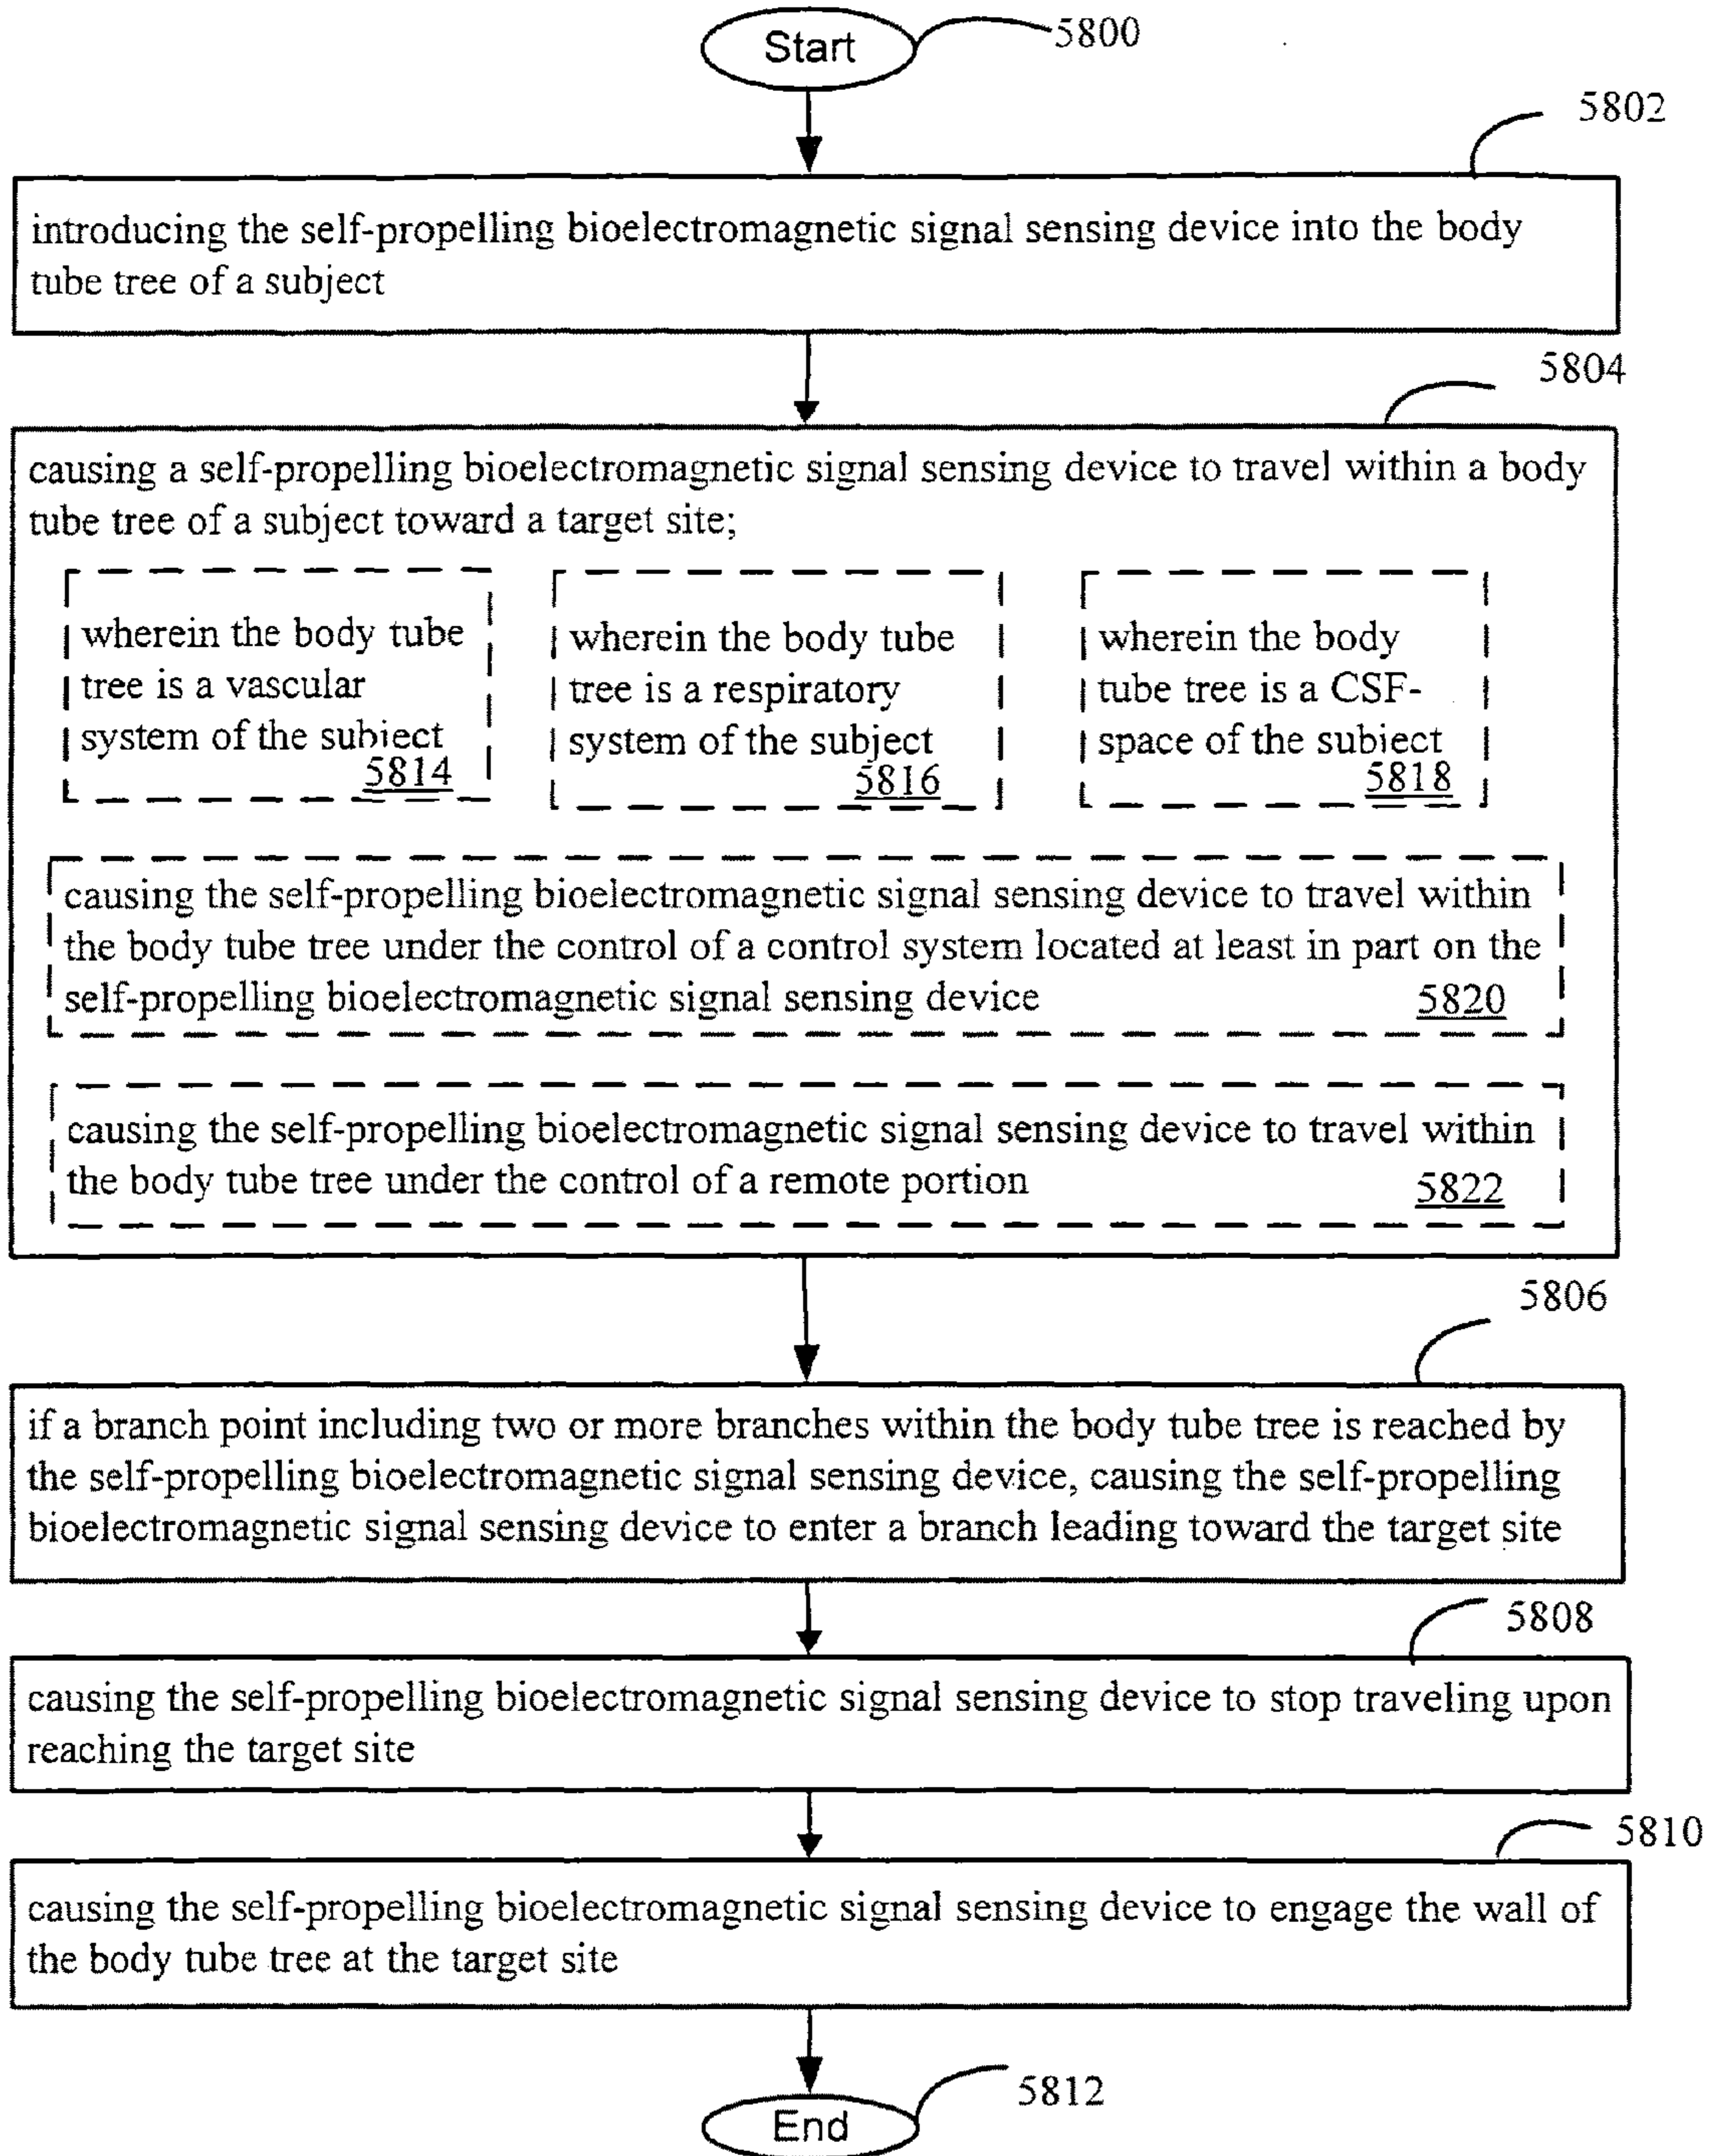 Start
5800
5802
introducing the self-propelling bioelectromagnetic signal sensing device into the body
tube tree of a subject
5804
causing a self-propelling bioelectromagnetic signal sensing device to travel within a body
tube tree of a subject toward a target site;
wherein the body tube
tree is a vascular
system of the subject
5814
wherein the body tube
tree is a respiratory
system of the subject
5816
wherein the body
tube tree is a CSF-
space of the subject
5818
causing the self-propelling bioelectromagnetic signal sensing device to travel within
the body tube tree under the control of a control system located at least in part on the
self-propelling bioelectromagnetic signal sensing device
5820
causing the self-propelling bioelectromagnetic signal sensing device to travel within
the body tube tree under the control of a remote portion
5822
5806
if a branch point including two or more branches within the body tube tree is reached by
the self-propelling bioelectromagnetic signal sensing device, causing the self-propelling
bioelectromagnetic signal sensing device to enter a branch leading toward the target site
5808
causing the self-propelling bioelectromagnetic signal sensing device to stop traveling upon
reaching the target site
5810
causing the self-propelling bioelectromagnetic signal sensing device to engage the wall of
the body tube tree at the target site
5812
End